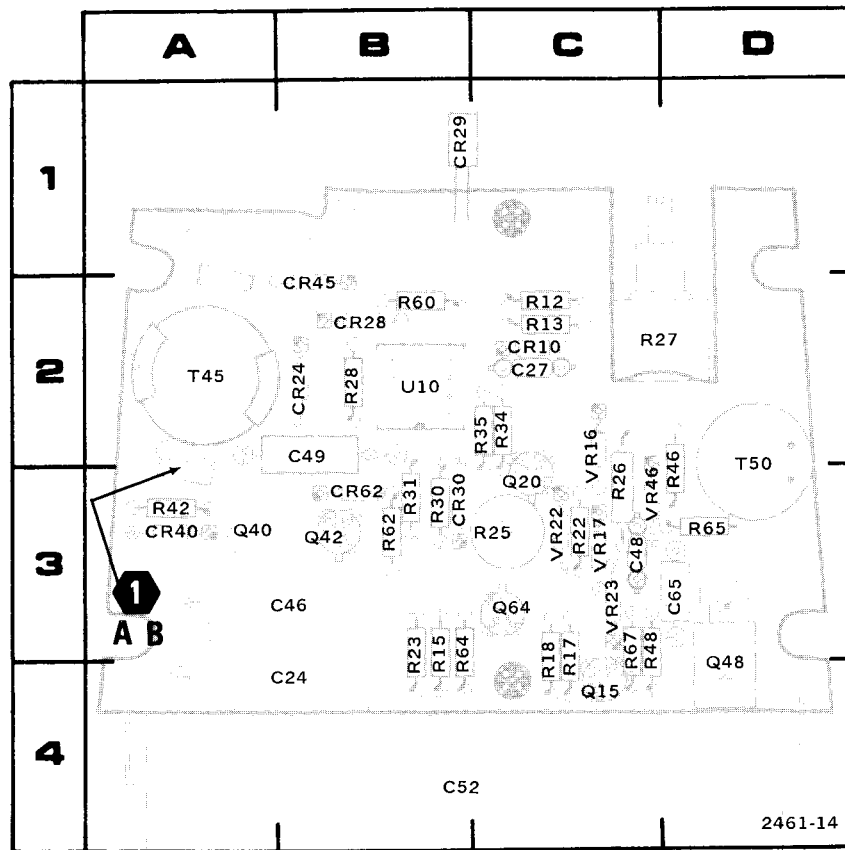 A B C D
1
CR29
2
CR45
R60
R12
CR28
R13
R27
CR10
C27
T45
CR24
R28
U10
R35
R34
VR16
C49
R26
VR46
R46
T50
CR62
R31
R30
CR30
Q20
R42
CR40
Q40
Q42
R62
R25
VR22
R22
VR17
C48
R65
3
1
A B
C46
Q64
VR23
C65
R23
R15
R64
R18
R17
R67
R48
C24
Q15
Q48
4
C52
2461-14